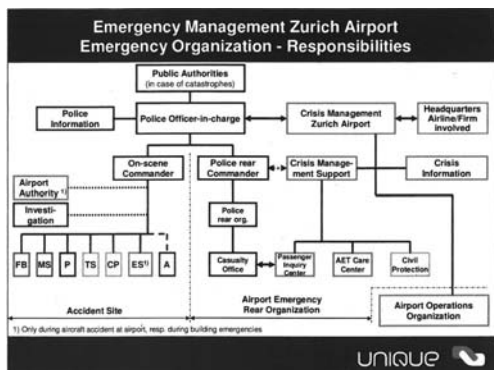 Emergency Management Zurich Airport
Emergency Organization - Responsibilities
Public Authorities
(in case of catastrophes)
Police
Information
Police Officer-in-charge
Crisis Management
Zurich Airport
Headquarters
Airline/Firm
involved
On-scene
Commander
Police rear
Commander
Crisis Manage-
ment Support
Crisis
Information
Airport
Authority 1)
Investi-
gation
Police
rear org.
FB
MS
P
TS
CP
ES1)
A
Casualty
Office
Passenger
Inquiry
Center
AET Care
Center
Civil
Protection
Accident Site
Airport Emergency
Rear Organization
Airport Operations
Organization
1) Only during aircraft accident at airport, resp. during building emergencies
UNIQUE